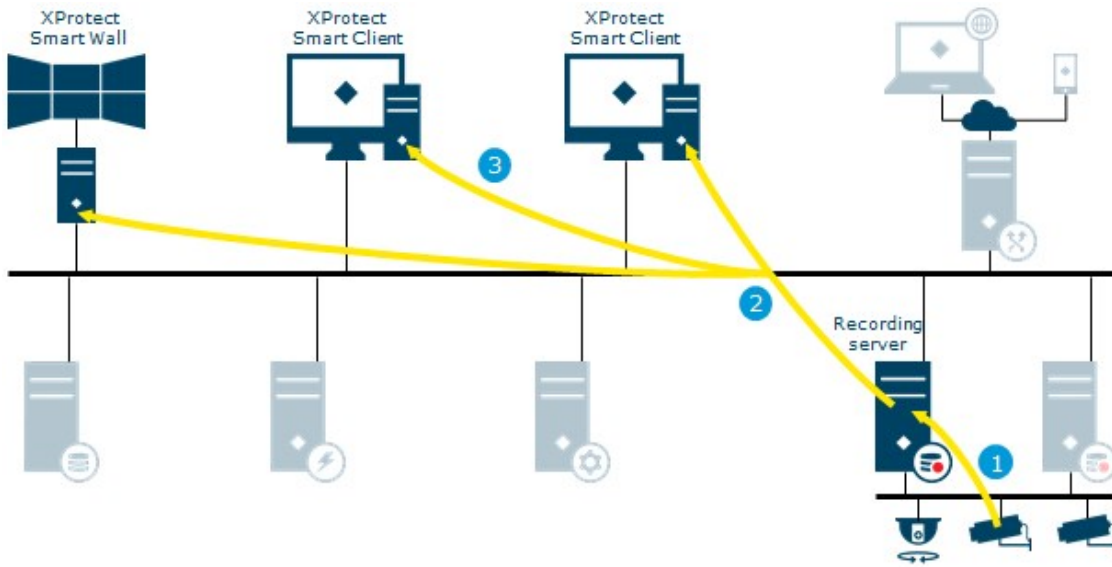 XProtect
Smart Wall
XProtect
Smart Client
XProtect
Smart Client
3
2
Recording
server
1